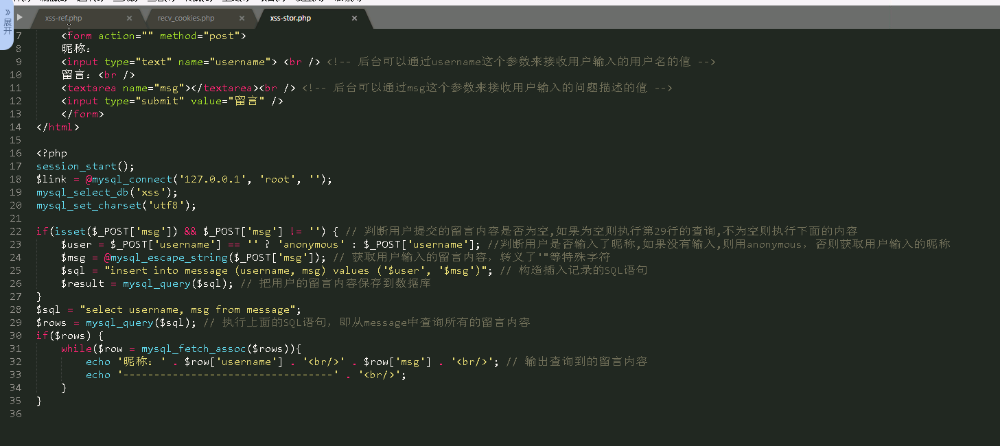 » 展开
xss-ref.php × recv_cookies.php × xss-stor.php ×
7 <form action="" method="post">
8 昵称：
9 <input type="text" name="username"> <br /> <!-- 后台可以通过username这个参数来接收用户输入的用户名的值 -->
10 留言：<br />
11 <textarea name="msg"></textarea><br /> <!-- 后台可以通过msg这个参数来接收用户输入的问题描述的值 -->
12 <input type="submit" value="留言" />
13 </form>
14 </html>
15
16 <?php
17 session_start();
18 $link = @mysql_connect('127.0.0.1', 'root', '');
19 mysql_select_db('xss');
20 mysql_set_charset('utf8');
21
22 if(isset($_POST['msg']) && $_POST['msg'] != '') { // 判断用户提交的留言内容是否为空,如果为空则执行第29行的查询,不为空则执行下面的内容
23 $user = $_POST['username'] == '' ? 'anonymous' : $_POST['username']; //判断用户是否输入了昵称,如果没有输入,则用anonymous，否则获取用户输入的昵称
24 $msg = @mysql_escape_string($_POST['msg']); // 获取用户输入的留言内容，转义了'"等特殊字符
25 $sql = "insert into message (username, msg) values ('$user', '$msg')"; // 构造插入记录的SQL语句
26 $result = mysql_query($sql); // 把用户的留言内容保存到数据库
27 }
28 $sql = "select username, msg from message";
29 $rows = mysql_query($sql); // 执行上面的SQL语句，即从message中查询所有的留言内容
30 if($rows) {
31 while($row = mysql_fetch_assoc($rows)){
32 echo '昵称：' . $row['username'] . '<br/>' . $row['msg'] . '<br/>'; // 输出查询到的留言内容
33 echo '----------------------------------' . '<br/>';
34 }
35 }
36